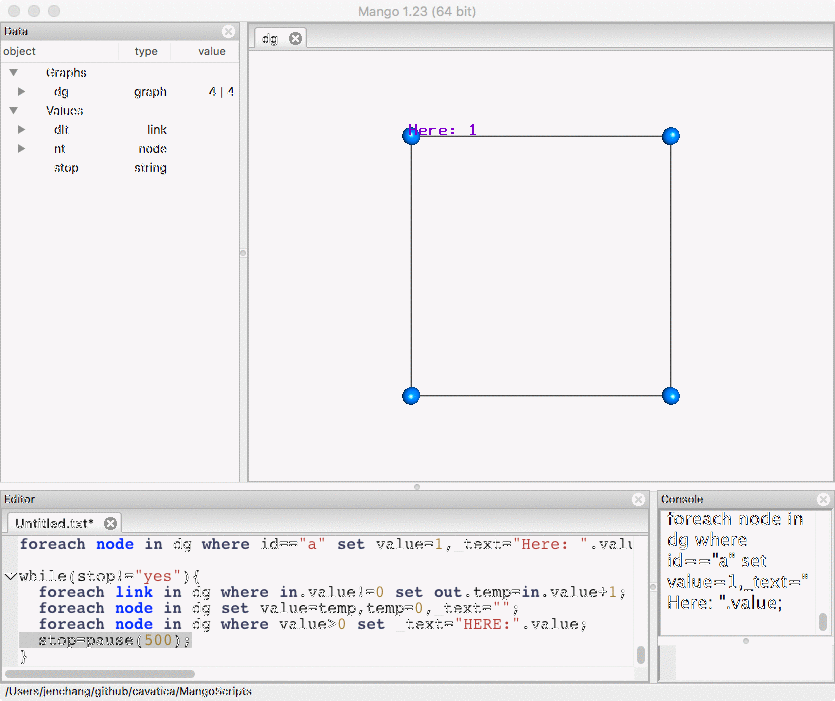 Mango 1.23 (64 bit)
Data
object type value
Graphs
dg graph 4 | 4
Values
dlt link
nt node
stop string
dg
Here: 1
Editor
Untitled.txt*
foreach node in dg where id=="a" set value=1,_text="Here: ".valu
while(stop!="yes"){
foreach link in dg where in.value!=0 set out.temp=in.value+1;
foreach node in dg set value=temp,temp=0,_text="";
foreach node in dg where value>0 set _text="HERE:".value;
stop=pause(500);
}
Console
foreach node in
dg where
id=="a" set
value=1,_text="
Here: ".value;
/Users/jenchang/github/cavatica/MangoScripts